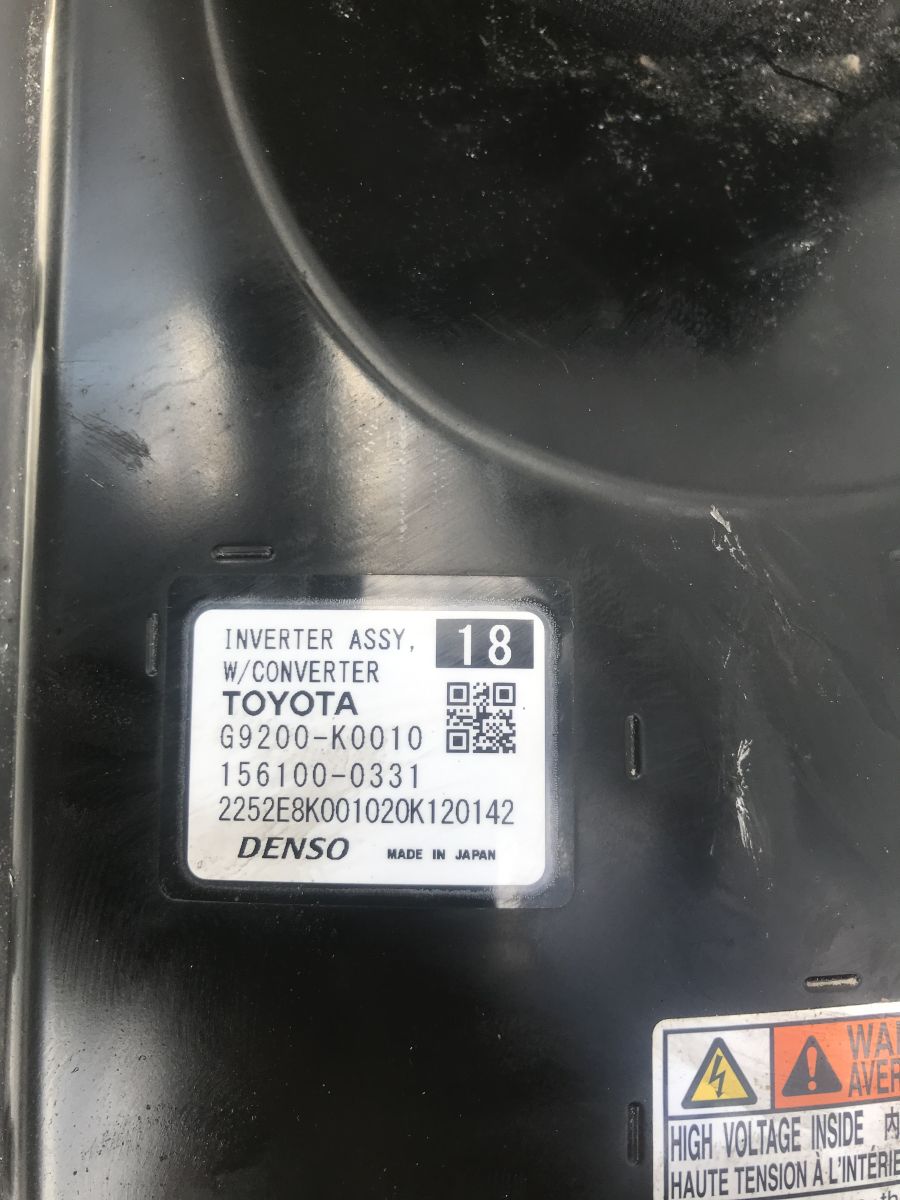 INVERTER ASSY,
18
W/CONVERTER
TOYOTA
G9200-K0010
156100-0331
2252E8K001020K120142
DENSO MADE IN JAPAN
HIGH VOLTAGE INSIDE 内
HAUTE TENSION À